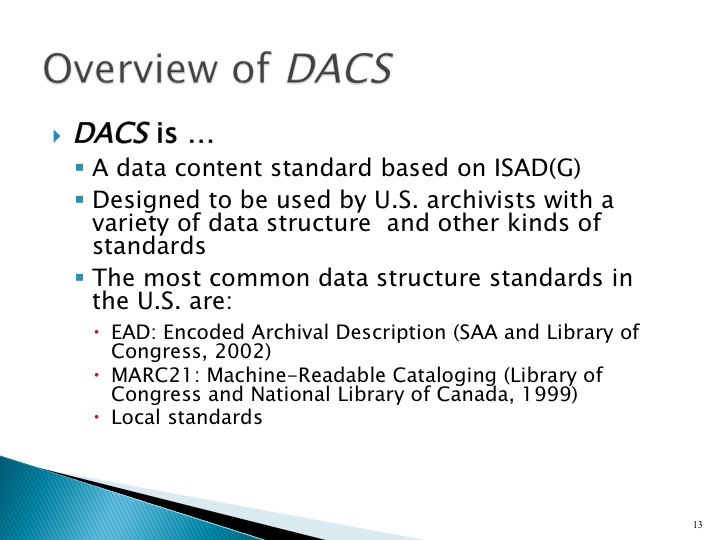 Overview of DACS
DACS is …
A data content standard based on ISAD(G)
Designed to be used by U.S. archivists with a
variety of data structure  and other kinds of
standards
The most common data structure standards in
the U.S. are:
EAD: Encoded Archival Description (SAA and Library of
Congress, 2002)
MARC21: Machine-Readable Cataloging (Library of
Congress and National Library of Canada, 1999)
Local standards
13